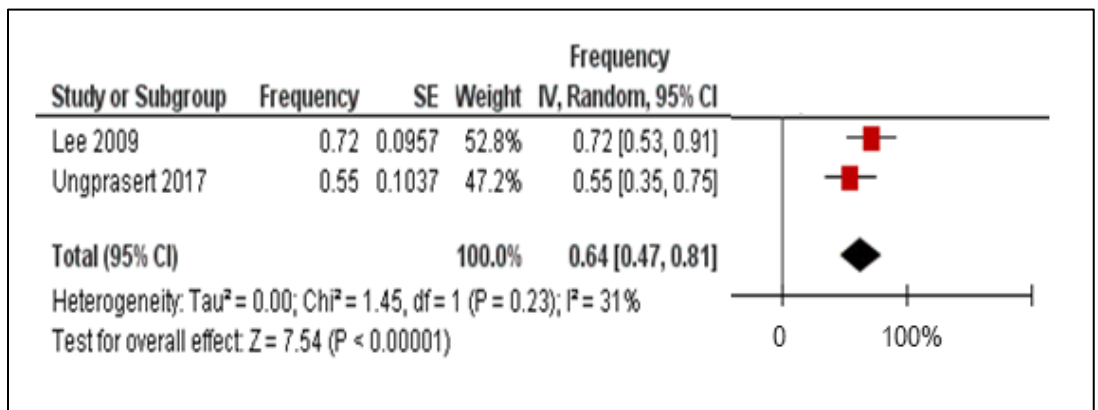 Frequency
Study or Subgroup Frequency SE Weight IV, Random, 95% CI
Lee 2009 0.72 0.0957 52.8% 0.72 [0.53, 0.91]
Ungprasert 2017 0.55 0.1037 47.2% 0.55 [0.35, 0.75]
Total (95% CI) 100.0% 0.64 [0.47, 0.81]
Heterogeneity: Tau² = 0.00; Chi² = 1.45, df = 1 (P = 0.23); I² = 31%
Test for overall effect: Z = 7.54 (P < 0.00001)
0 100%